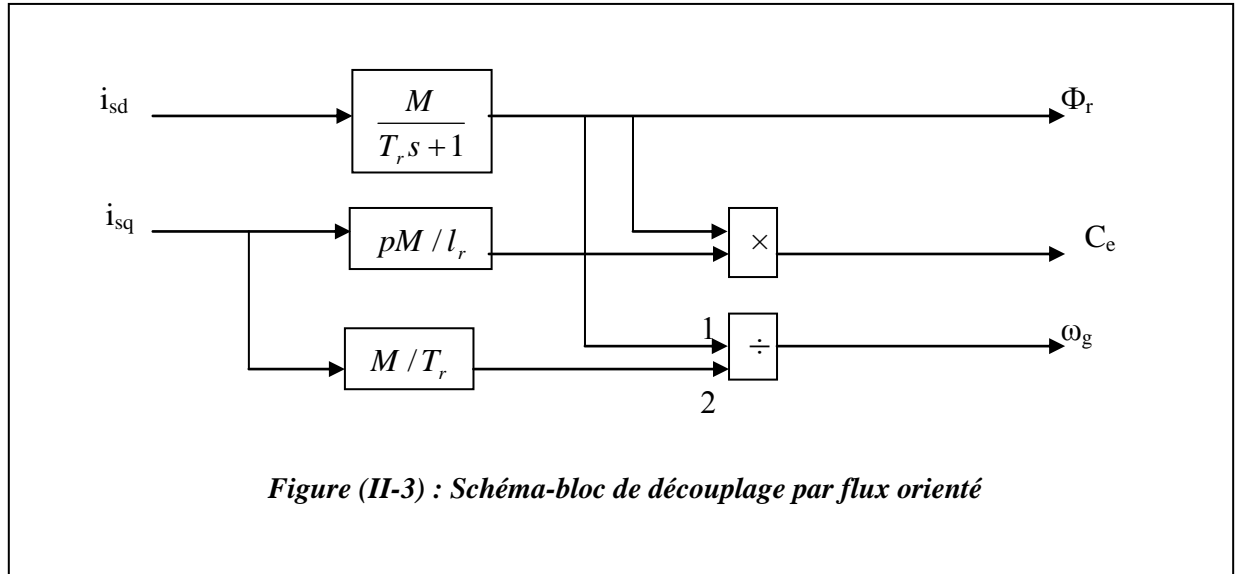 i_sd
M
T_r s + 1
Φ_r
i_sq
pM / l_r
×
C_e
M / T_r
1
÷
ω_g
2
Figure (II-3) : Schéma-bloc de découplage par flux orienté